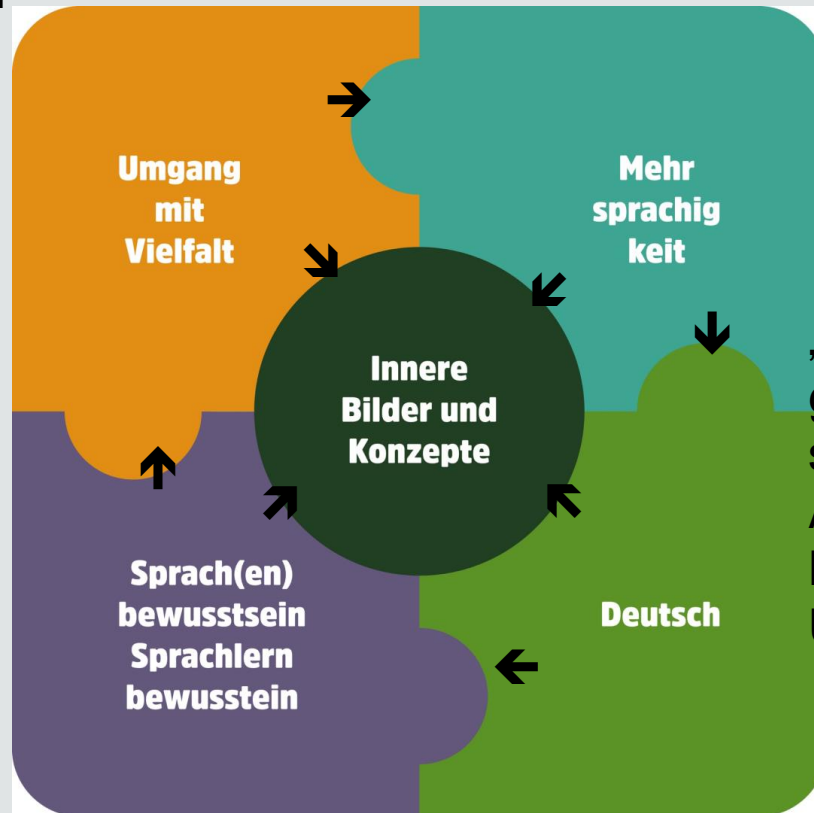 Umgang
mit
Vielfalt
Mehr
sprachig
keit
Innere
Bilder und
Konzepte
Sprach(en)
bewusstsein
Sprachlern
bewusstein
Deutsch